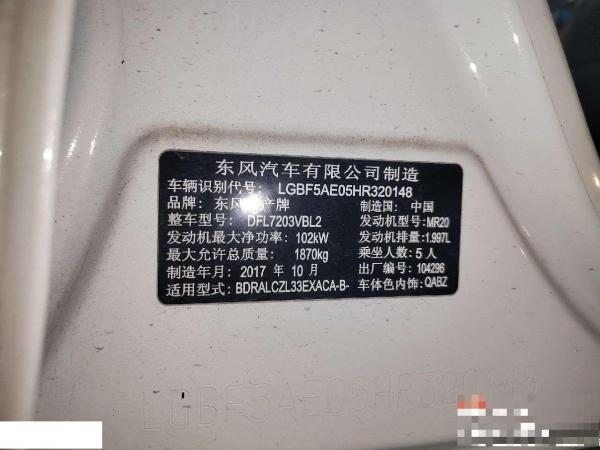 东风汽车有限公司制造
车辆识别代号: LGBF5AE05HR320148
品牌: 东风日产牌 制造国: 中国
整车型号: DFL7203VBL2 发动机型号: MR20
发动机最大净功率: 102kW 发动机排量: 1.997L
最大允许总质量: 1870kg 乘坐人数: 5人
制造年月: 2017 年 10 月 出厂编号: 104296
适用型式: BDRALCZL33EXACA-B- 车体色内饰: QABZ
LGBF5AE05HR320148